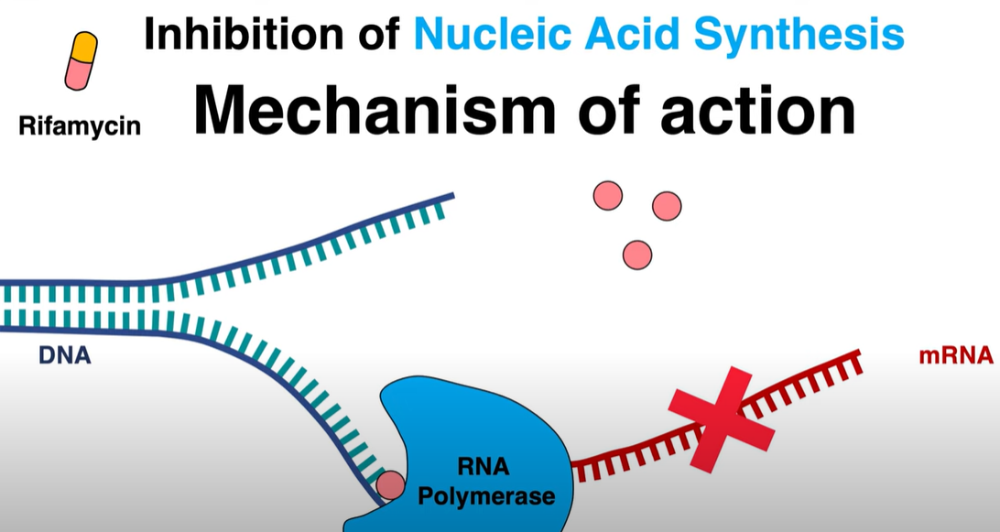 Inhibition of Nucleic Acid Synthesis
Mechanism of action
Rifamycin
DNA
mRNA
RNA
Polymerase